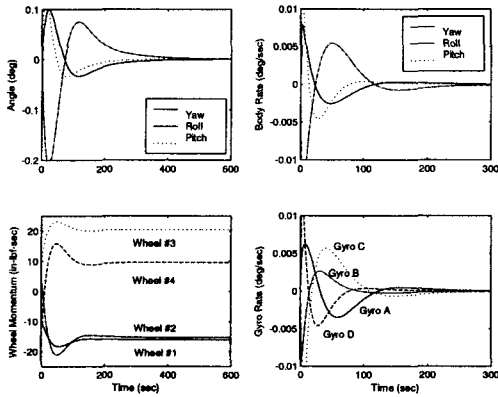 0.1
0
-0.1
-0.2
Angle (deg)
Yaw
Roll
Pitch
0 200 400 600
0.01
0.005
0
-0.005
-0.01
Body Rate (deg/sec)
Yaw
Roll
Pitch
0 100 200 300
20
10
0
-10
-20
Wheel Momentum (in-lbf-sec)
Wheel #3
Wheel #4
Wheel #2
Wheel #1
0 200 400 600
Time (sec)
0.01
0.005
0
-0.005
-0.01
Gyro Rate (deg/sec)
Gyro C
Gyro B
Gyro A
Gyro D
0 100 200 300
Time (sec)